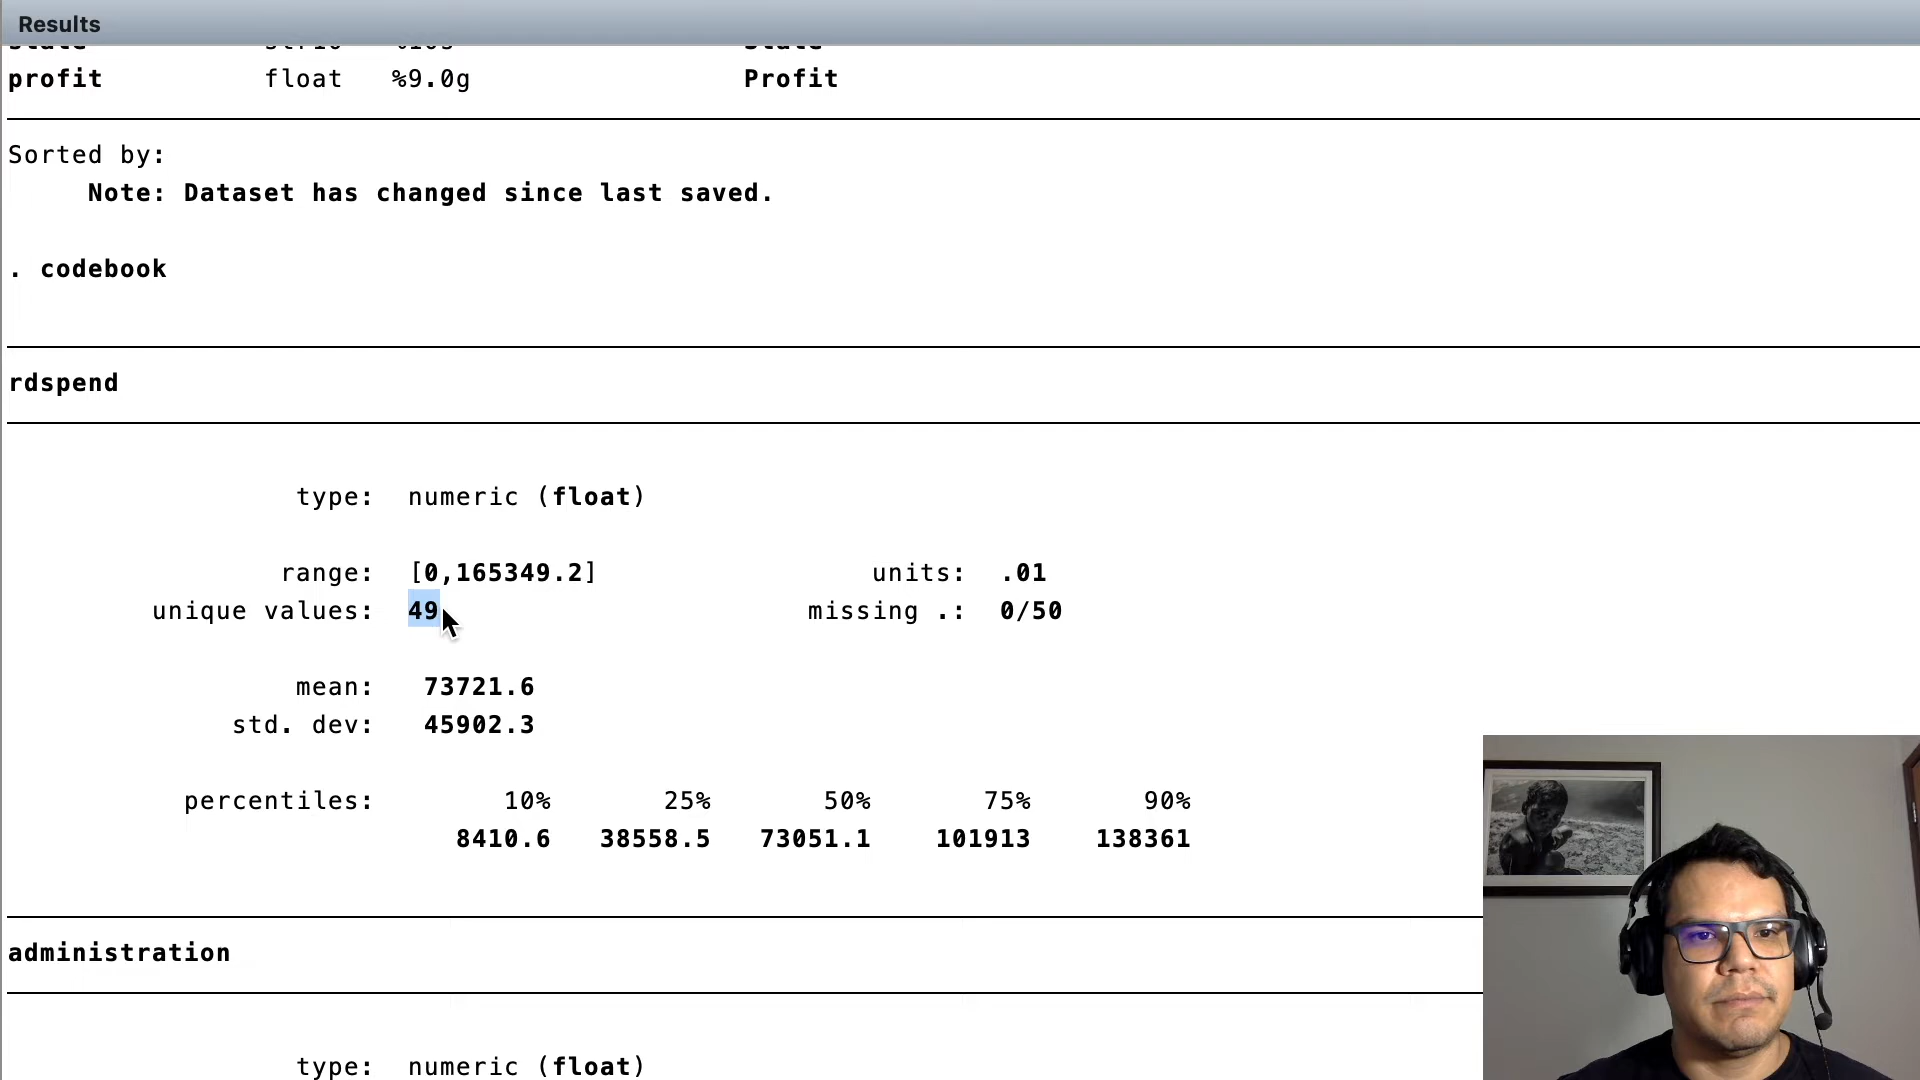 Results
profit float %9.0g Profit
Sorted by:
Note: Dataset has changed since last saved.
. codebook
rdspend
type: numeric (float)
range: [0,165349.2] units: .01
unique values: 49 missing .: 0/50
mean: 73721.6
std. dev: 45902.3
percentiles: 10% 25% 50% 75% 90%
8410.6 38558.5 73051.1 101913 138361
administration
type: numeric (float)